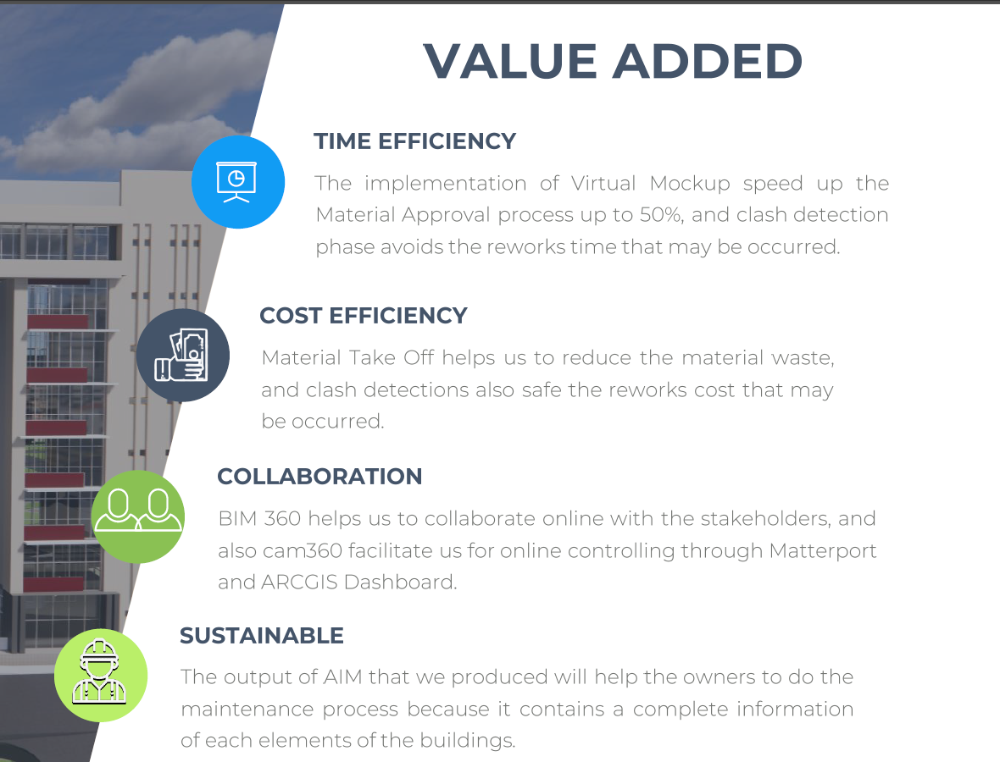 VALUE ADDED
TIME EFFICIENCY
The implementation of Virtual Mockup speed up the
Material Approval process up to 50%, and clash detection
phase avoids the reworks time that may be occurred.
COST EFFICIENCY
Material Take Off helps us to reduce the material waste,
and clash detections also safe the reworks cost that may
be occurred.
COLLABORATION
BIM 360 helps us to collaborate online with the stakeholders, and
also cam360 facilitate us for online controlling through Matterport
and ARCGIS Dashboard.
SUSTAINABLE
The output of AIM that we produced will help the owners to do the
maintenance process because it contains a complete information
of each elements of the buildings.